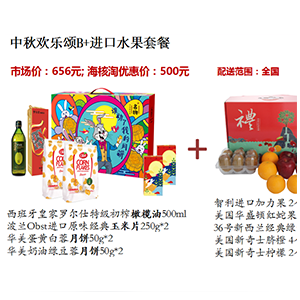 中秋欢乐颂B+进口水果套餐
市场价：656元; 海核淘优惠价：500元
配送范围：全国
禮
CORN FLAKES
西班牙皇家罗尔佳特级初榨橄榄油500ml
波兰Obst进口原味经典玉米片250g*2
华美蛋黄白蓉月饼50g*2
华美奶油绿豆蓉月饼50g*2
智利进口加力果 2
美国华盛顿红蛇果
36号新西兰经典绿
美国新奇士脐橙 4
美国新奇士柠檬 2